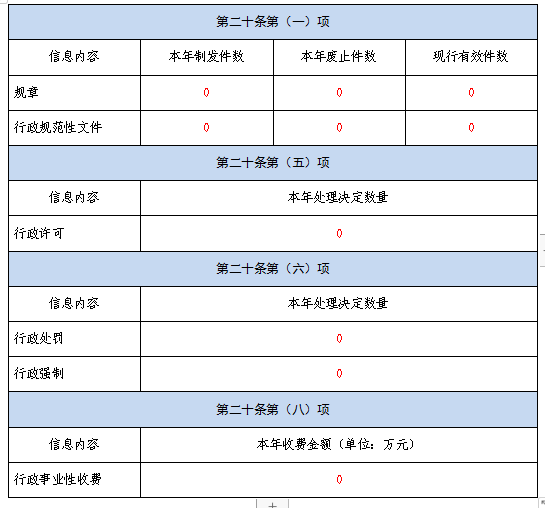 第二十条第（一）项
信息内容 本年制发件数 本年废止件数 现行有效件数
规章 0 0 0
行政规范性文件 0 0 0
第二十条第（五）项
信息内容 本年处理决定数量
行政许可 0
第二十条第（六）项
信息内容 本年处理决定数量
行政处罚 0
行政强制 0
第二十条第（八）项
信息内容 本年收费金额（单位：万元）
行政事业性收费 0